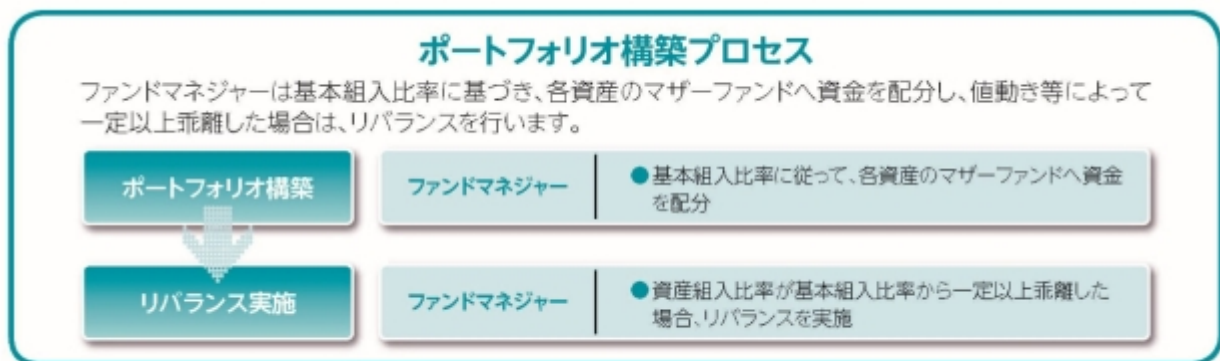 ポートフォリオ構築プロセス
ファンドマネジャーは基本組入比率に基づき、各資産のマザーファンドへ資金を配分し、値動き等によって
一定以上乖離した場合は、リバランスを行います。
ポートフォリオ構築
ファンドマネジャー
●基本組入比率に従って、各資産のマザーファンドへ資金
を配分
リバランス実施
ファンドマネジャー
●資産組入比率が基本組入比率から一定以上乖離した
場合、リバランスを実施